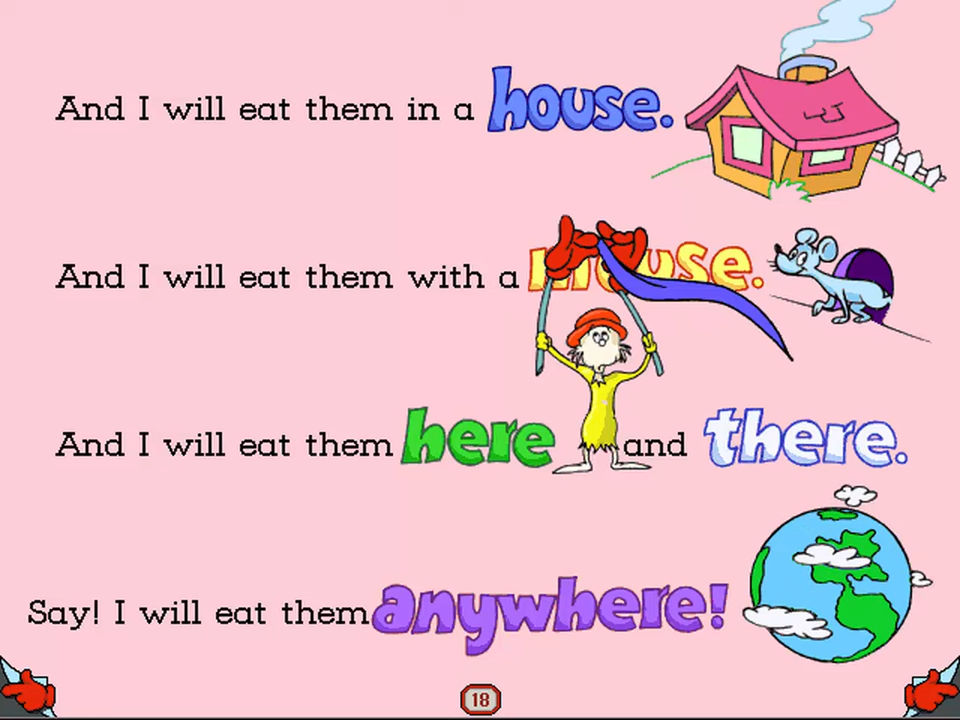 And I will eat them in a house.
And I will eat them with a mouse.
And I will eat them here and there.
Say! I will eat them anywhere!
18